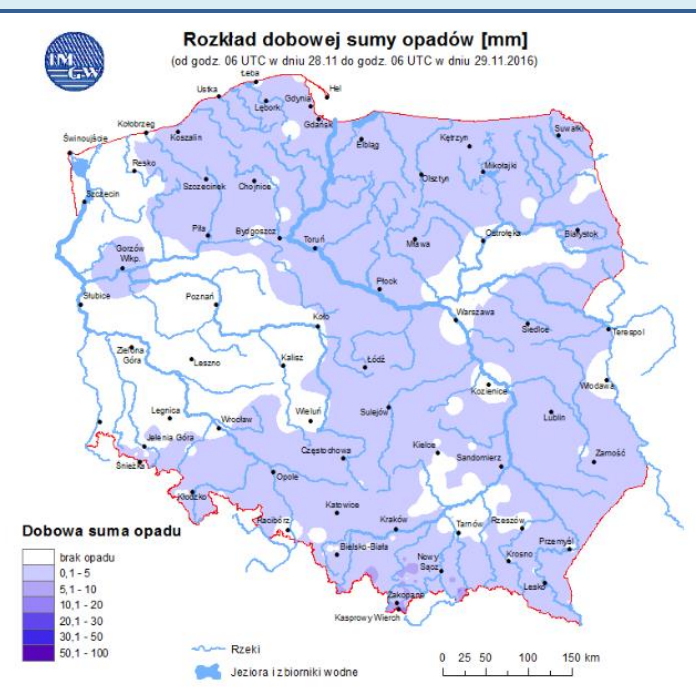 IMGW
Rozkład dobowej sumy opadów [mm]
(od godz. 06 UTC w dniu 28.11 do godz. 06 UTC w dniu 29.11.2016)
Łeba
Hel
Ustka
Gdynia
Lębork
Gdańsk
Kołobrzeg
Koszalin
Suwałki
Świnoujście
Elbląg
Kętrzyn
Resko
Mikołajki
Szczecinek
Chojnice
Olsztyn
Szczecin
Piła
Bydgoszcz
Toruń
Mława
Ostrołęka
Białystok
Gorzów
Wlkp.
Płock
Słubice
Poznań
Koło
Warszawa
Siedlce
Terespol
Zielona
Góra
Leszno
Kalisz
Łódź
Kozienice
Włodawa
Legnica
Wrocław
Wieluń
Sulejów
Lublin
Jelenia Góra
Śnieżka
Częstochowa
Kielce
Sandomierz
Zamość
Opole
Kłodzko
Katowice
Racibórz
Kraków
Tarnów
Rzeszów
Bielsko-Biała
Nowy
Sącz
Krosno
Przemyśl
Lesko
Zakopane
Kasprowy Wierch
Dobowa suma opadu
brak opadu
0,1 - 5
5,1 - 10
10,1 - 20
20,1 - 30
30,1 - 50
50,1 - 100
Rzeki
Jeziora i zbiorniki wodne
0 25 50 100 150 km